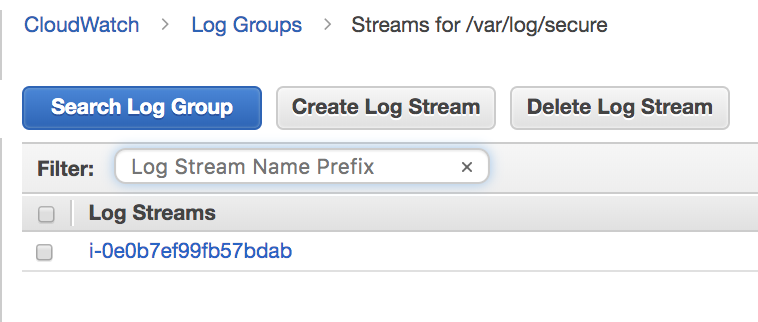 CloudWatch > Log Groups > Streams for /var/log/secure
Search Log Group Create Log Stream Delete Log Stream
Filter: Log Stream Name Prefix ×
Log Streams
i-0e0b7ef99fb57bdab